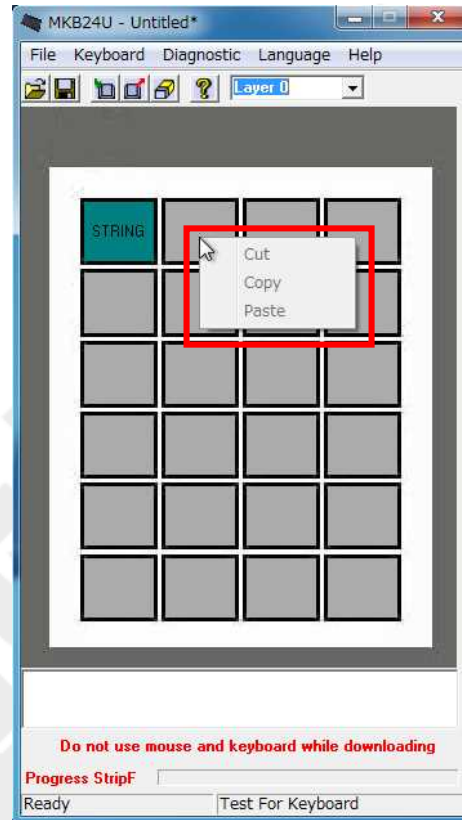 MKB24U - Untitled*
File Keyboard Diagnostic Language Help
Layer 0
STRING
Cut
Copy
Paste
Do not use mouse and keyboard while downloading
Progress StripF
Ready Test For Keyboard